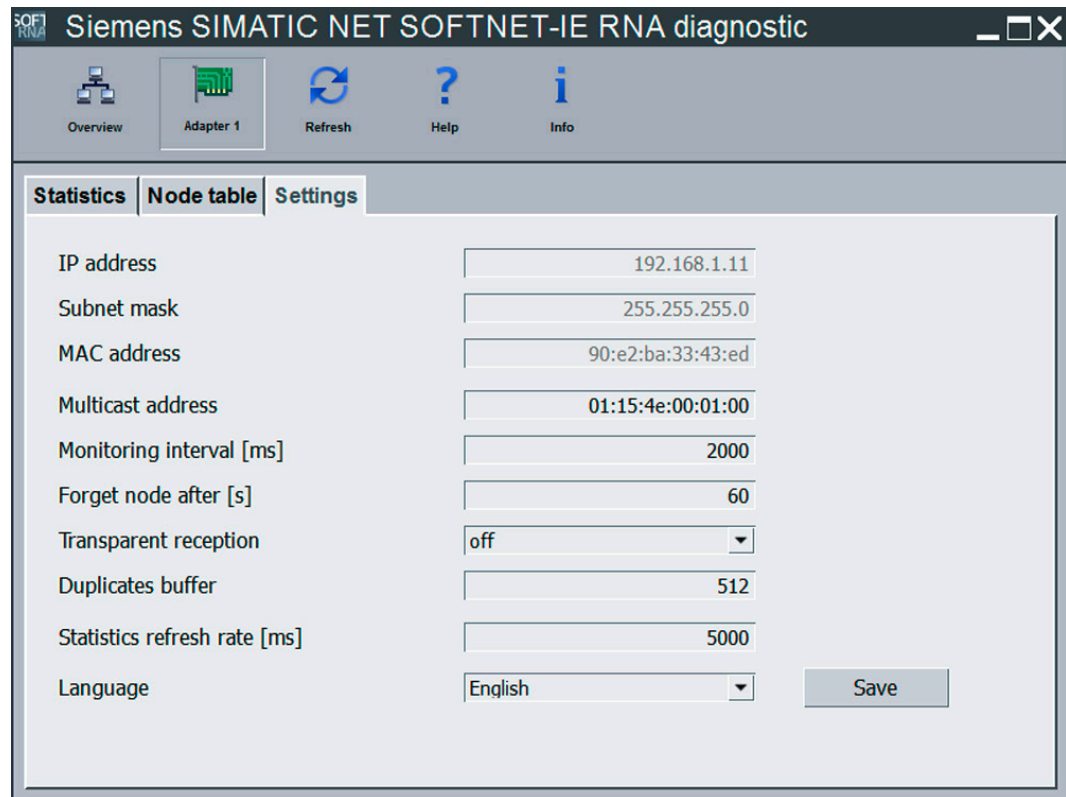 SOFT RNA Siemens SIMATIC NET SOFTNET-IE RNA diagnostic
Overview Adapter 1 Refresh Help Info
Statistics Node table Settings
IP address 192.168.1.11
Subnet mask 255.255.255.0
MAC address 90:e2:ba:33:43:ed
Multicast address 01:15:4e:00:01:00
Monitoring interval [ms] 2000
Forget node after [s] 60
Transparent reception off
Duplicates buffer 512
Statistics refresh rate [ms] 5000
Language English Save